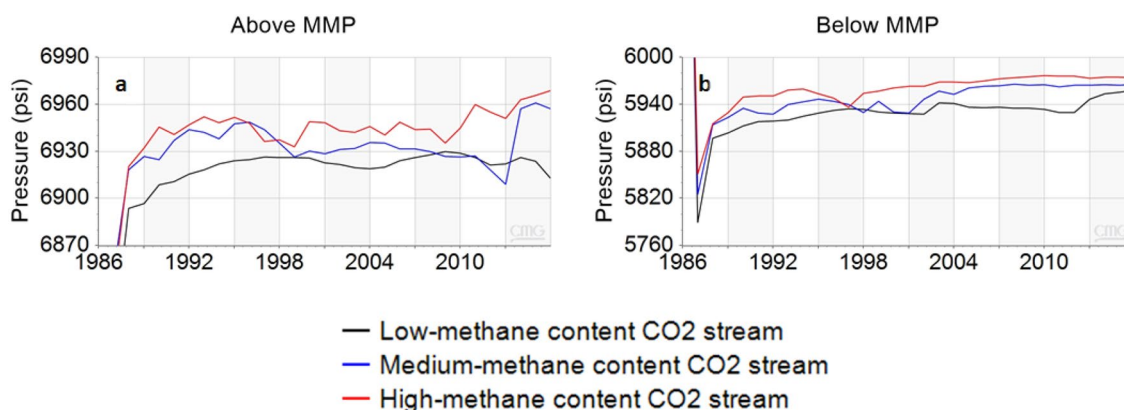 Above MMP
Below MMP
a
b
Pressure (psi)
6990
6960
6930
6900
6870
1986 1992 1998 2004 2010
Pressure (psi)
6000
5940
5880
5820
5760
1986 1992 1998 2004 2010
CMG
CMG
Low-methane content CO2 stream
Medium-methane content CO2 stream
High-methane content CO2 stream